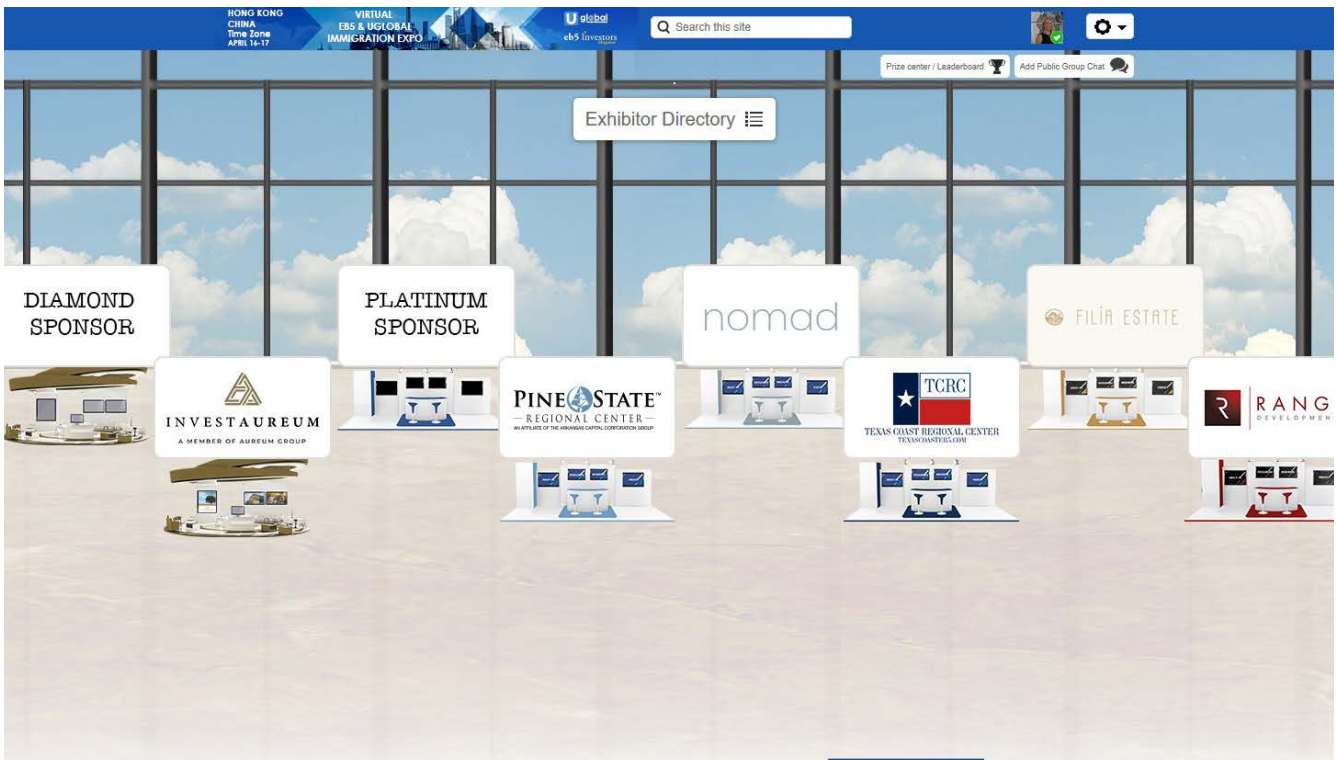 HONG KONG
CHINA
Time Zone
APRIL 16-17
VIRTUAL
EB5 & UGLOBAL
IMMIGRATION EXPO
U global
eb5 investors
Magazine
Search this site
Prize center / Leaderboard
Add Public Group Chat
Exhibitor Directory
DIAMOND
SPONSOR
PLATINUM
SPONSOR
nomad
FILÍA ESTATE
INVESTAUREUM
A MEMBER OF AUREUM GROUP
PINE STATE™
– REGIONAL CENTER –
AN AFFILIATE OF THE ARKANSAS CAPITAL CORPORATION GROUP
TCRC
TEXAS COAST REGIONAL CENTER
TEXASCOASTEB5.COM
R RANG
DEVELOPMEN